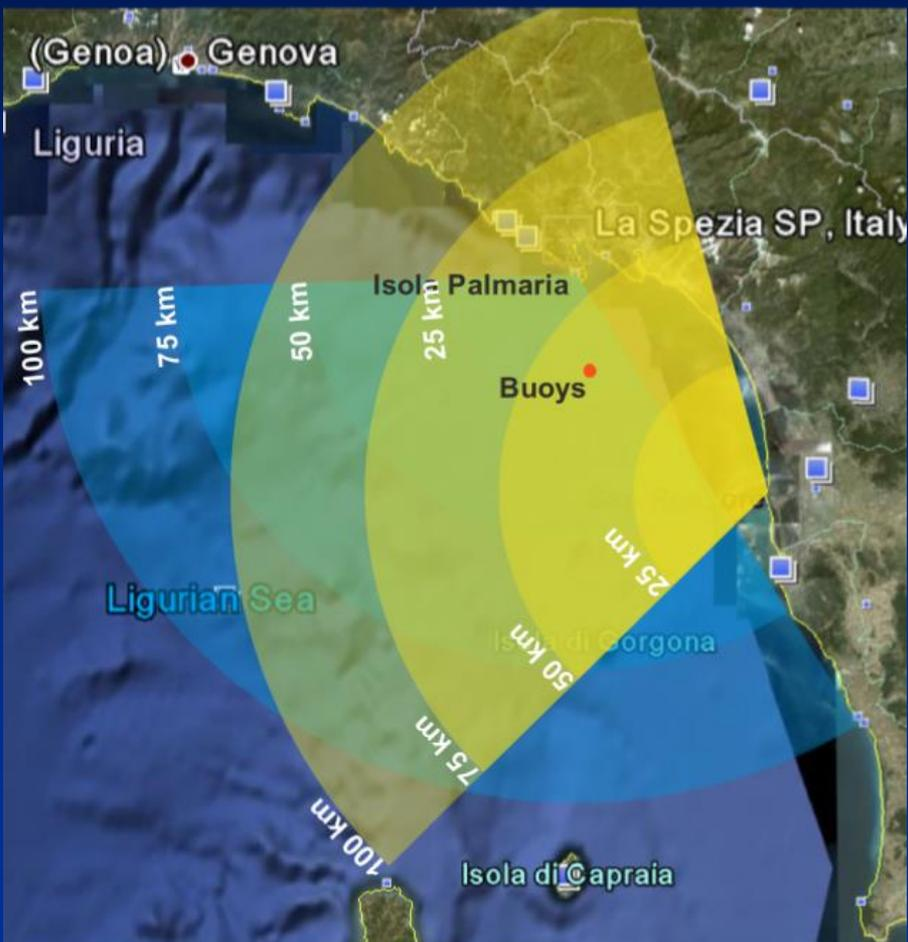 (Genoa) Genova
Liguria
La Spezia SP, Italy
Isola Palmaria
100 km
75 km
50 km
25 km
Buoys
25 km
Ligurian Sea
Isola di Gorgona
50 km
75 km
100 km
Isola di Capraia